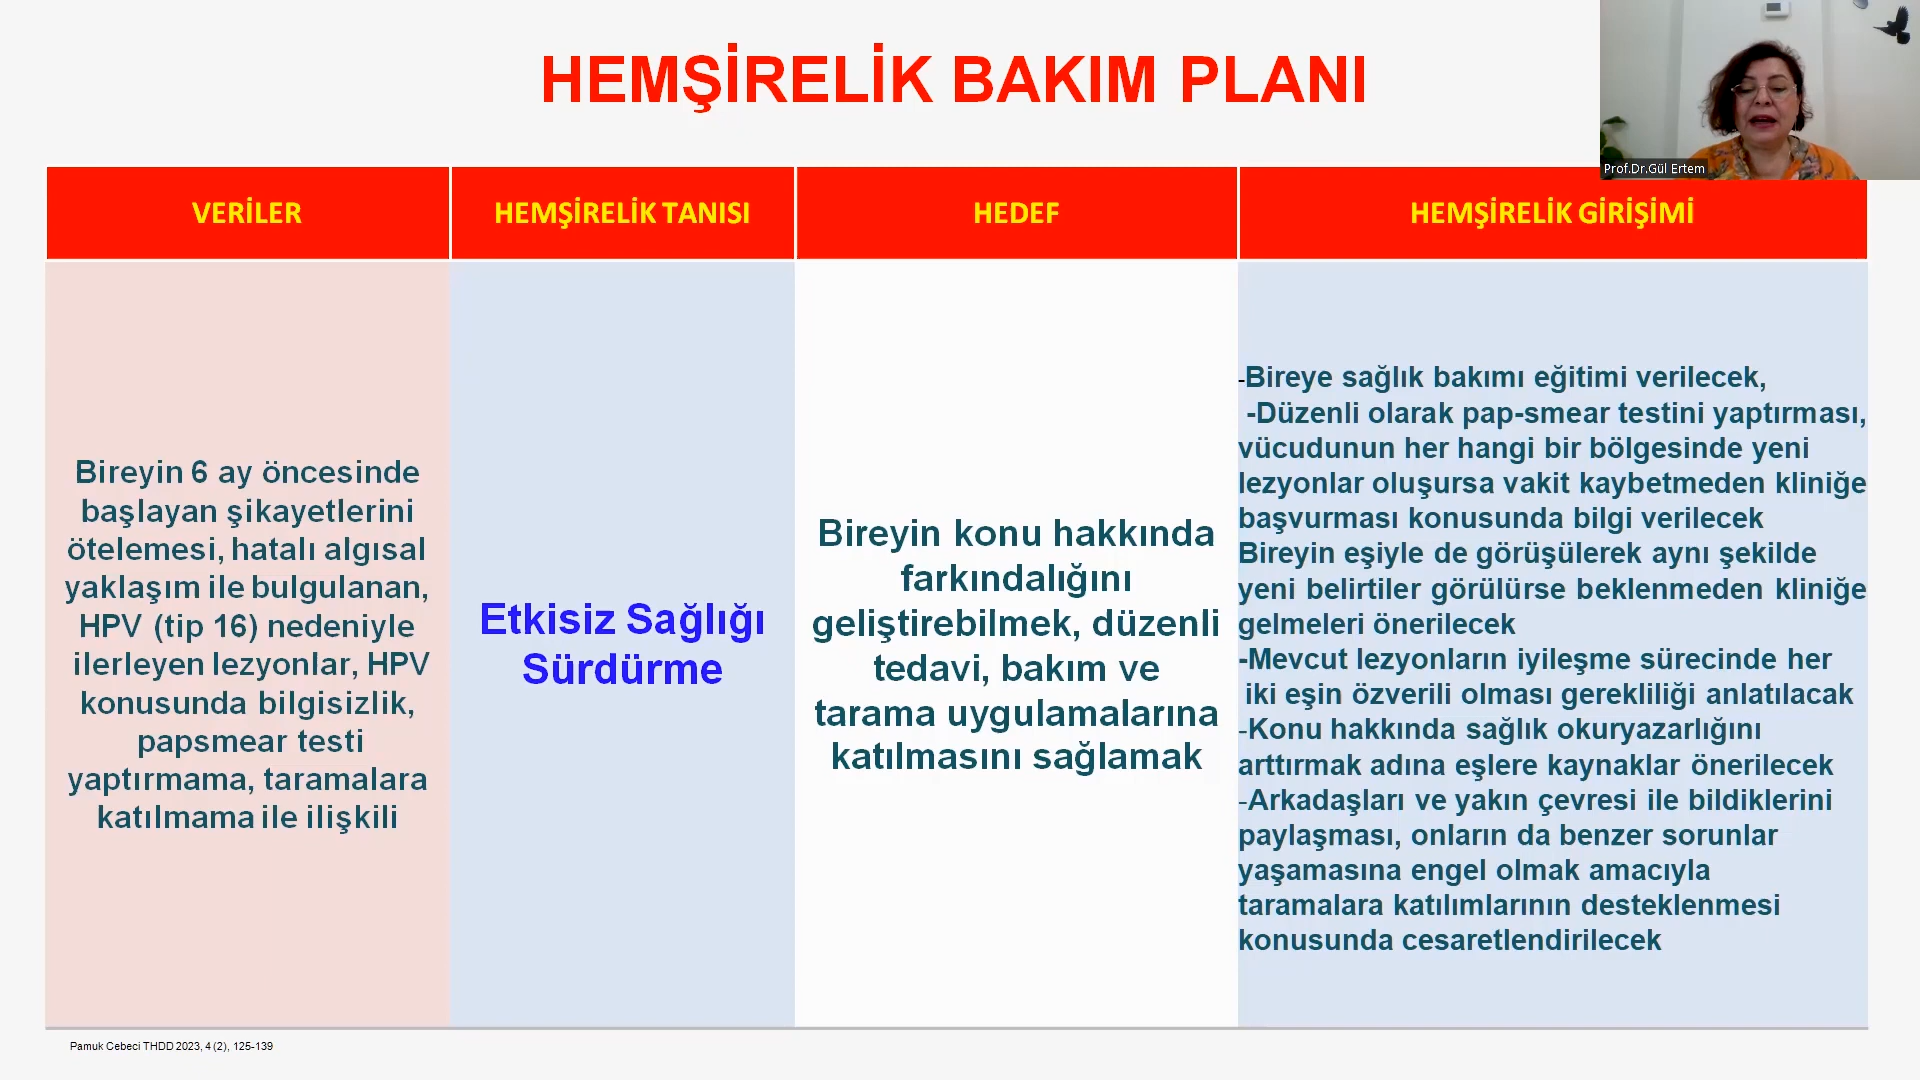 HEMŞİRELİK BAKIM PLANI
Prof.Dr.Gül Ertem
VERİLER
HEMŞİRELİK TANISI
HEDEF
HEMŞİRELİK GİRİŞİMİ
Bireyin 6 ay öncesinde
başlayan şikayetlerini
ötelemesi, hatalı algısal
yaklaşım ile bulgulanan,
HPV (tip 16) nedeniyle
ilerleyen lezyonlar, HPV
konusunda bilgisizlik,
papsmear testi
yaptırmama, taramalara
katılmama ile ilişkili
Etkisiz Sağlığı
Sürdürme
Bireyin konu hakkında
farkındalığını
geliştirebilmek, düzenli
tedavi, bakım ve
tarama uygulamalarına
katılmasını sağlamak
-Bireye sağlık bakımı eğitimi verilecek,
-Düzenli olarak pap-smear testini yaptırması,
vücudunun her hangi bir bölgesinde yeni
lezyonlar oluşursa vakit kaybetmeden kliniğe
başvurması konusunda bilgi verilecek
Bireyin eşiyle de görüşülerek aynı şekilde
yeni belirtiler görülürse beklenmeden kliniğe
gelmeleri önerilecek
-Mevcut lezyonların iyileşme sürecinde her
iki eşin özverili olması gerekliliği anlatılacak
-Konu hakkında sağlık okuryazarlığını
arttırmak adına eşlere kaynaklar önerilecek
-Arkadaşları ve yakın çevresi ile bildiklerini
paylaşması, onların da benzer sorunlar
yaşamasına engel olmak amacıyla
taramalara katılımlarının desteklenmesi
konusunda cesaretlendirilecek
Pamuk Cebeci THDD 2023, 4 (2), 125-139